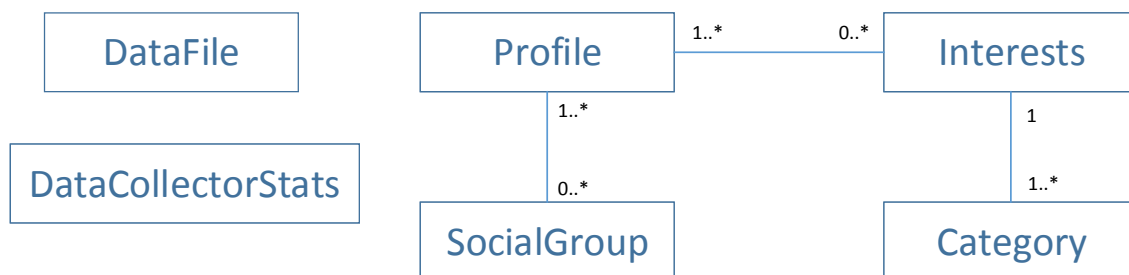 DataFile
Profile
1..*
0..*
Interests
1..*
1
DataCollectorStats
0..*
1..*
SocialGroup
Category